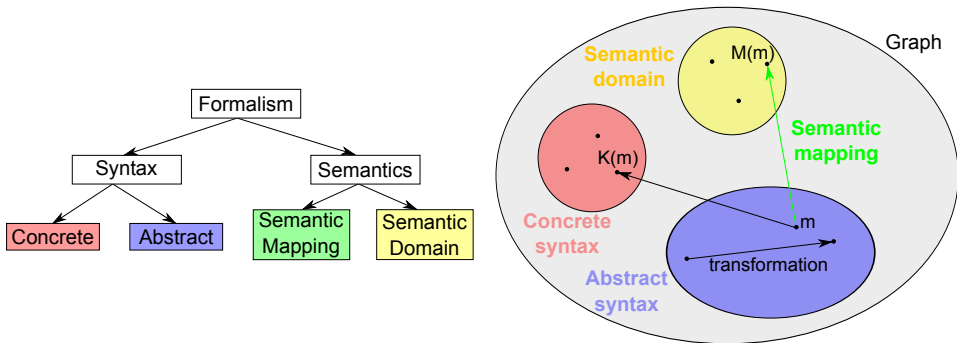 Formalism
Syntax
Semantics
Concrete
Abstract
Semantic
Mapping
Semantic
Domain
Graph
Semantic
domain
M(m)
Semantic
mapping
K(m)
Concrete
syntax
m
transformation
Abstract
syntax